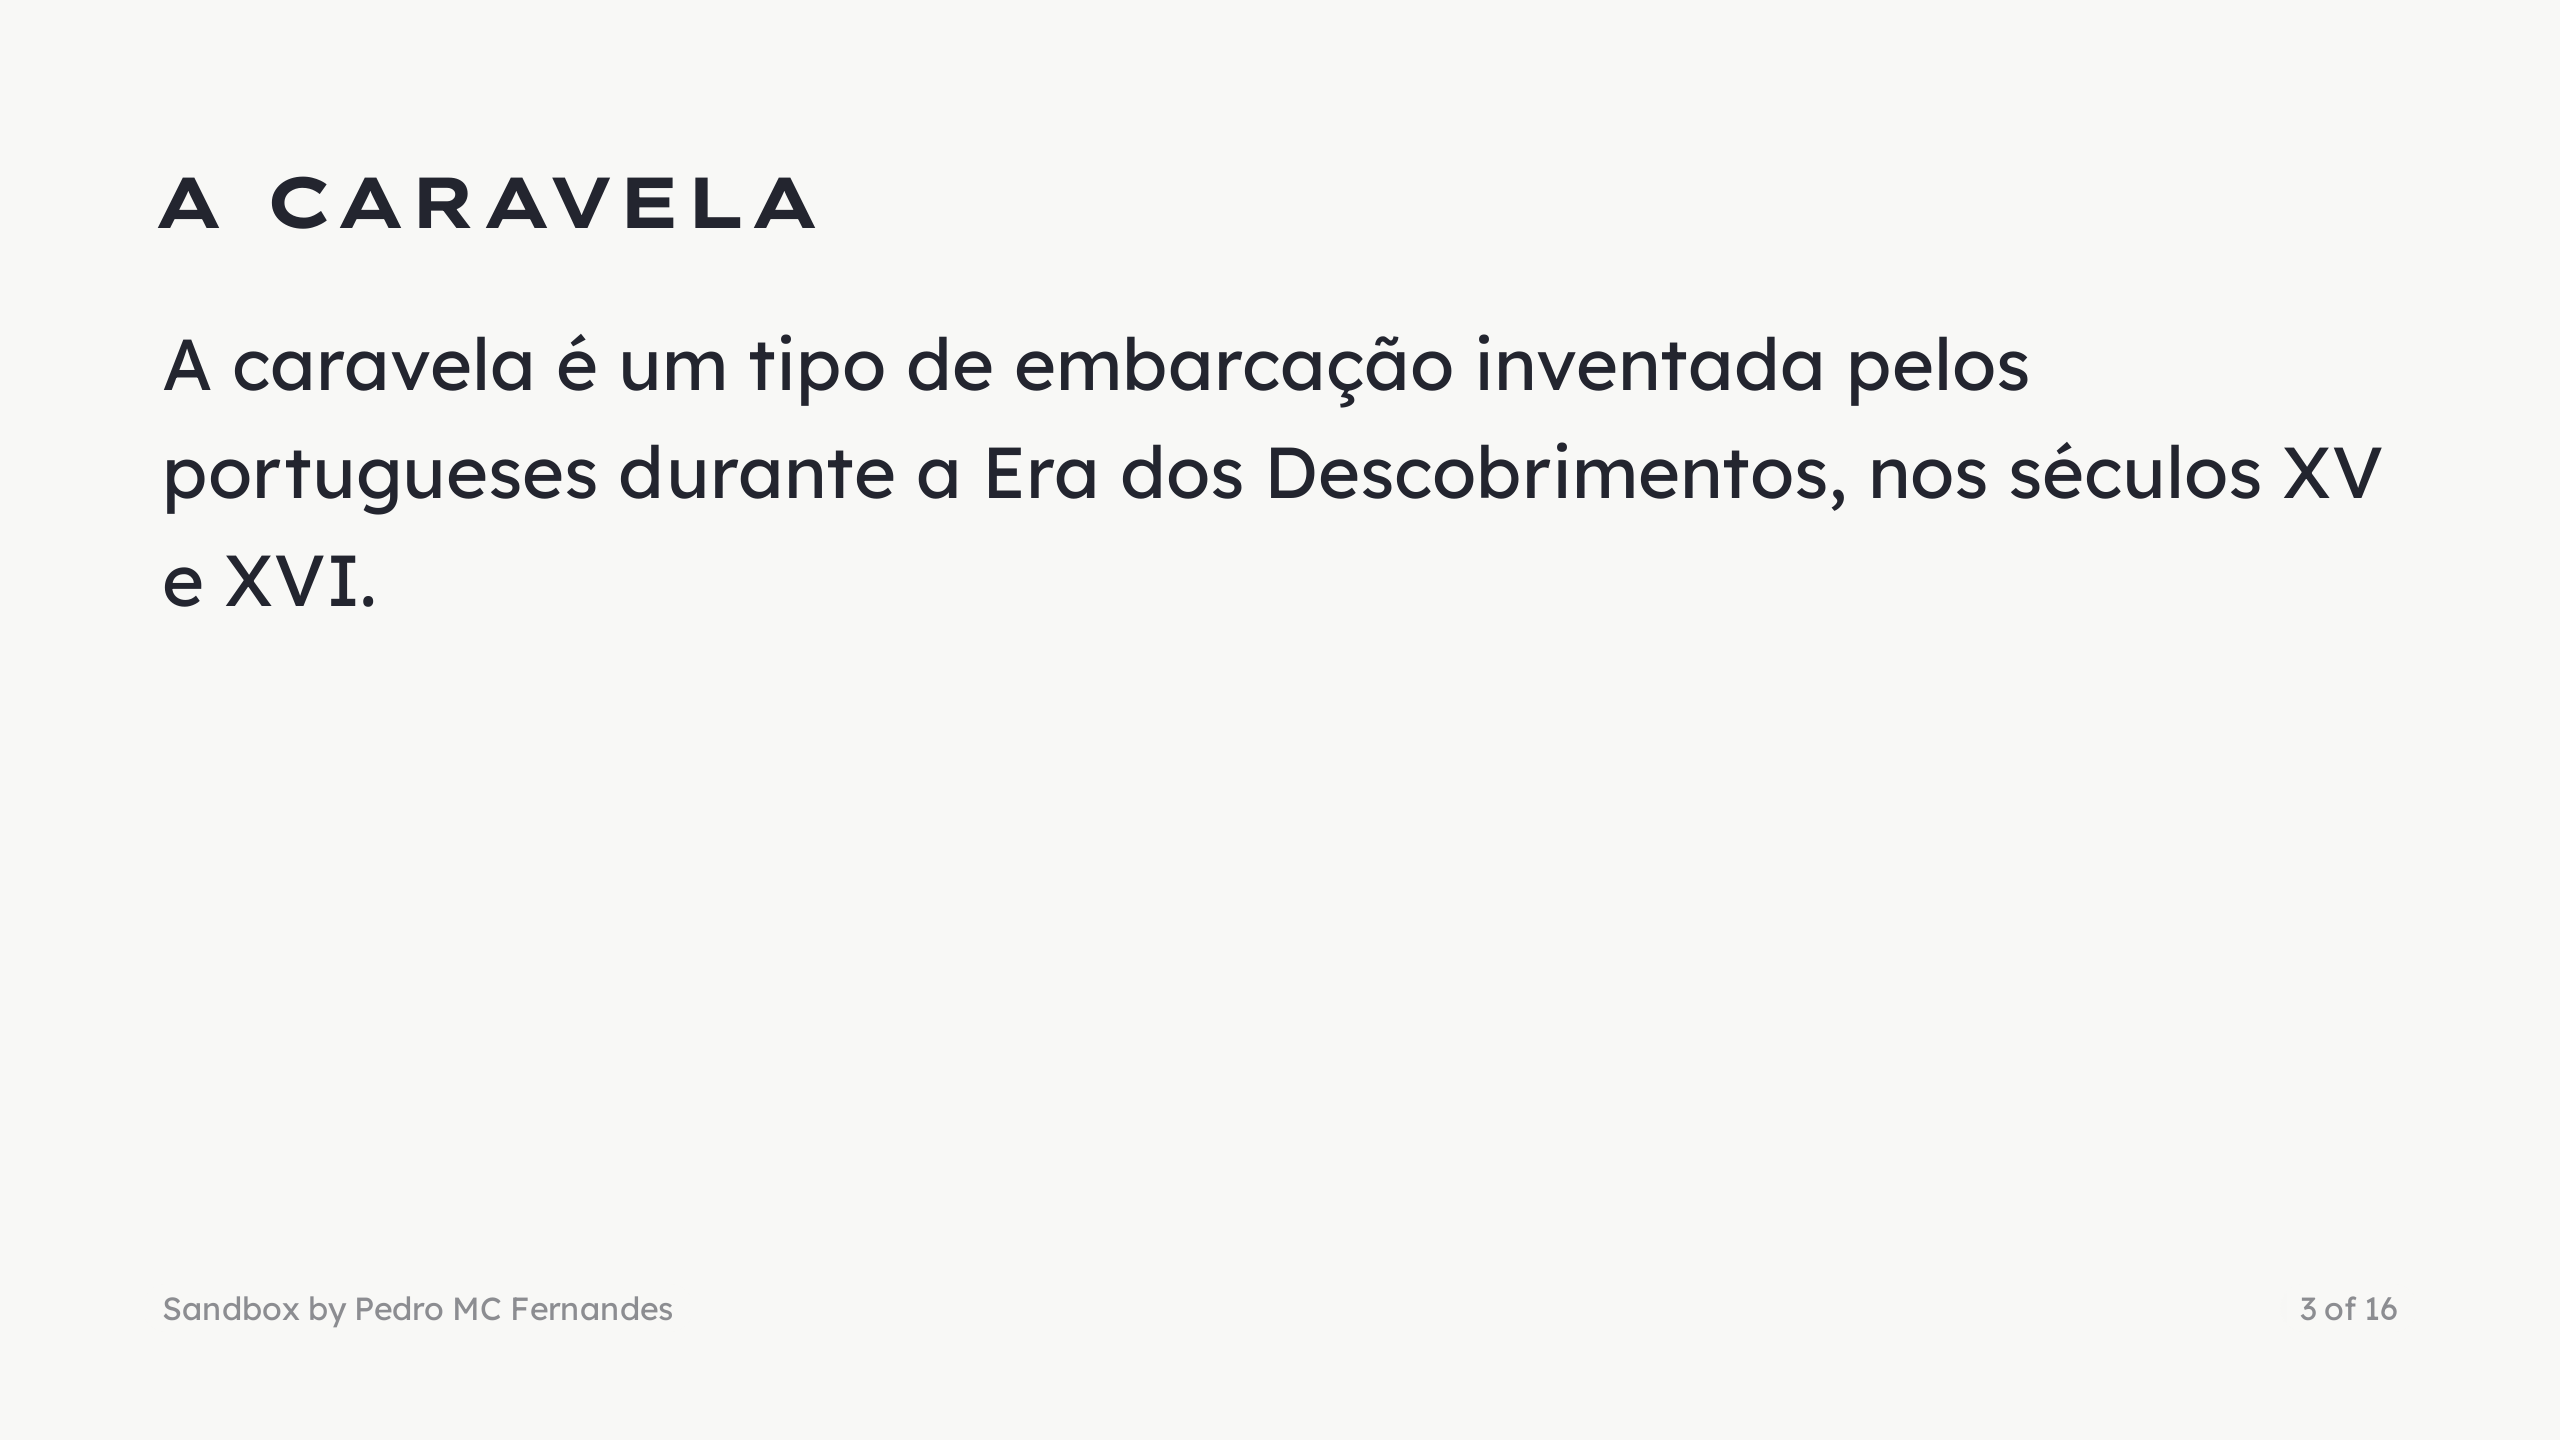 A CARAVELA
A caravela é um tipo de embarcação inventada pelos
portugueses durante a Era dos Descobrimentos, nos séculos XV
e XVI.
Sandbox by Pedro MC Fernandes
3 of 16